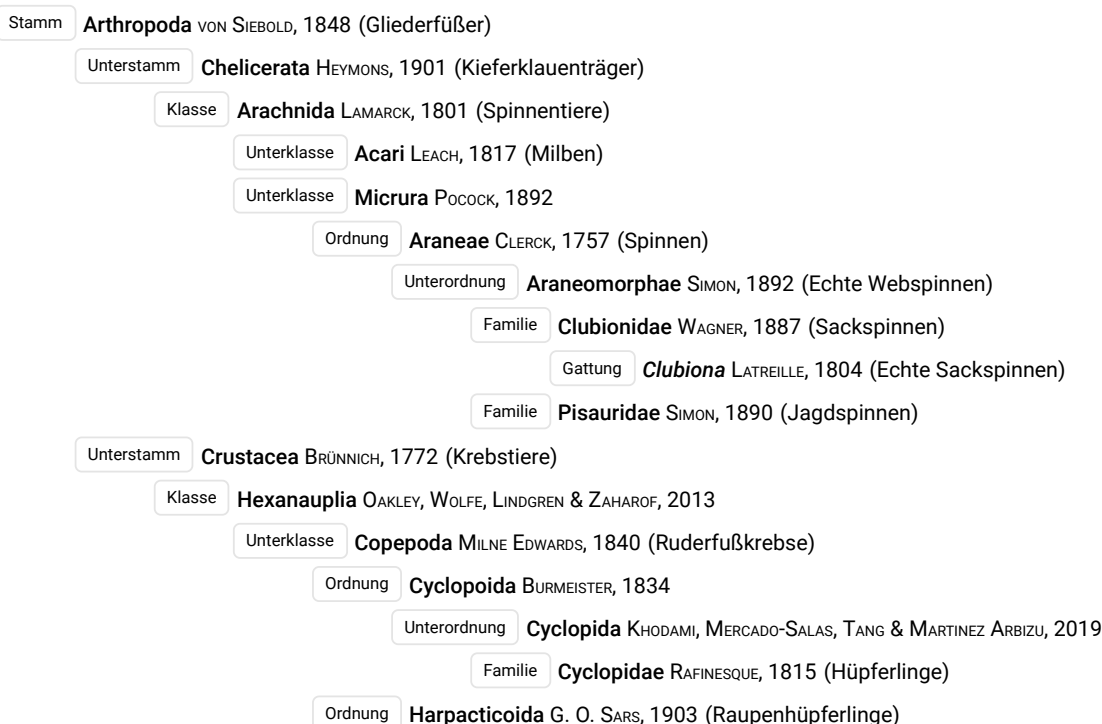 Stamm Arthropoda von Siebold, 1848 (Gliederfüßer)
Unterstamm Chelicerata Heymons, 1901 (Kieferklauenträger)
Klasse Arachnida Lamarck, 1801 (Spinnentiere)
Unterklasse Acari Leach, 1817 (Milben)
Unterklasse Micrura Pocock, 1892
Ordnung Araneae Clerck, 1757 (Spinnen)
Unterordnung Araneomorphae Simon, 1892 (Echte Webspinnen)
Familie Clubionidae Wagner, 1887 (Sackspinnen)
Gattung Clubiona Latreille, 1804 (Echte Sackspinnen)
Familie Pisauridae Simon, 1890 (Jagdspinnen)
Unterstamm Crustacea Brünnich, 1772 (Krebstiere)
Klasse Hexanauplia Oakley, Wolfe, Lindgren & Zaharof, 2013
Unterklasse Copepoda Milne Edwards, 1840 (Ruderfußkrebse)
Ordnung Cyclopoida Burmeister, 1834
Unterordnung Cyclopida Khodami, Mercado-Salas, Tang & Martinez Arbizu, 2019
Familie Cyclopidae Rafinesque, 1815 (Hüpferlinge)
Ordnung Harpacticoida G. O. Sars, 1903 (Raupenhüpferlinge)